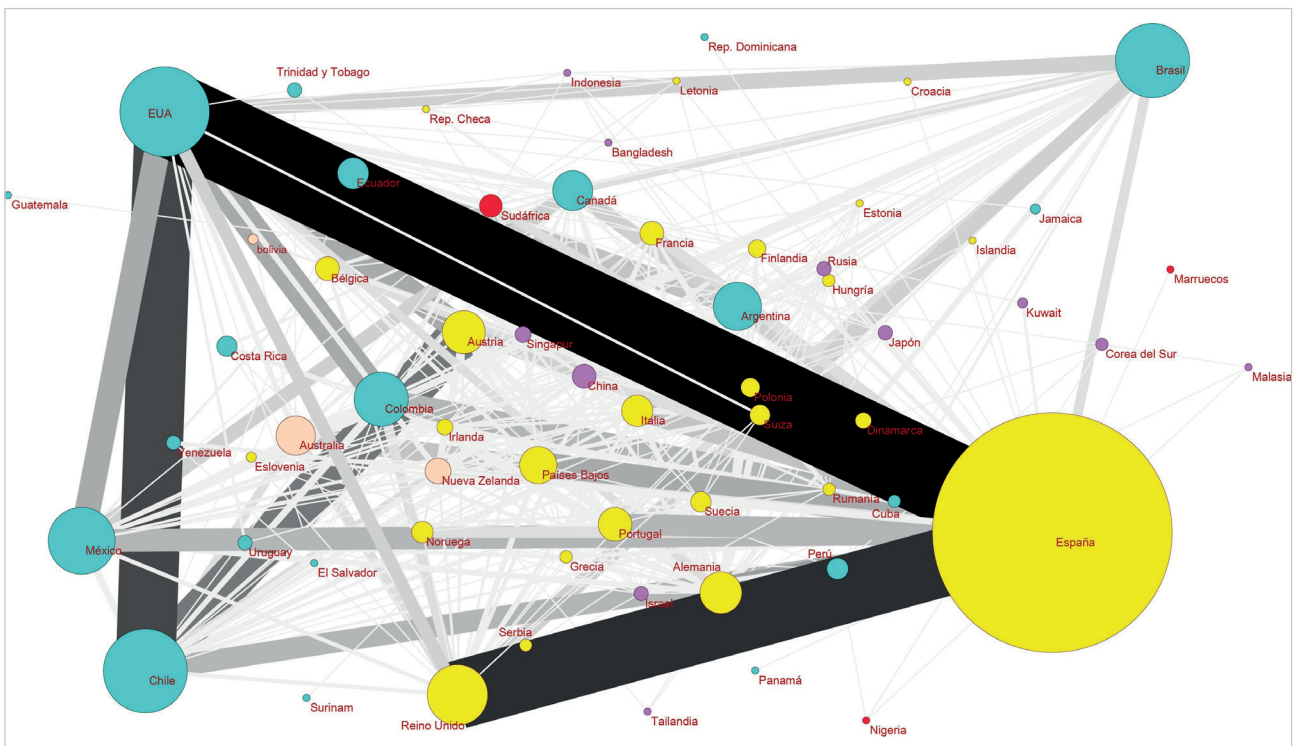 Rep. Dominicana
Brasil
Trinidad y Tobago
Indonesia
Letonia
Croacia
EUA
Rep. Checa
Bangladesh
Ecuador
Canadá
Guatemala
Sudáfrica
Estonia
Jamaica
bolivia
Francia
Finlandia
Rusia
Islandia
Marruecos
Bélgica
Hungría
Argentina
Kuwait
Austria
Singapur
Japón
Corea del Sur
Costa Rica
China
Malasia
Colombia
Polonia
Suiza
Italia
Dinamarca
Australia
Irlanda
Venezuela
Eslovenia
Nueva Zelanda
Países Bajos
Rumanía
Cuba
Suecia
México
Uruguay
Noruega
Portugal
España
El Salvador
Grecia
Alemania
Perú
Israel
Serbia
Chile
Surinam
Reino Unido
Panamá
Tailandia
Nigeria